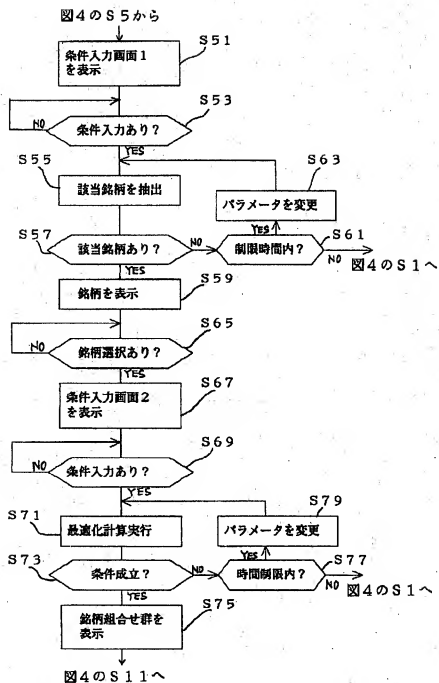 図4のS5から
S51
条件入力画面1
を表示
S53
NO
条件入力あり?
YES
S55
S63
該当銘柄を抽出
パラメータを変更
S57
YES
S61
該当銘柄あり?
NO
制限時間内?
NO
図4のS1へ
YES
S59
銘柄を表示
S65
NO
銘柄選択あり?
YES
S67
条件入力画面2
を表示
S69
NO
条件入力あり?
YES
S71
S79
最適化計算実行
パラメータを変更
S73
YES
S77
条件成立?
NO
時間制限内?
NO
図4のS1へ
YES
S75
銘柄組合せ群を
表示
図4のS11へ